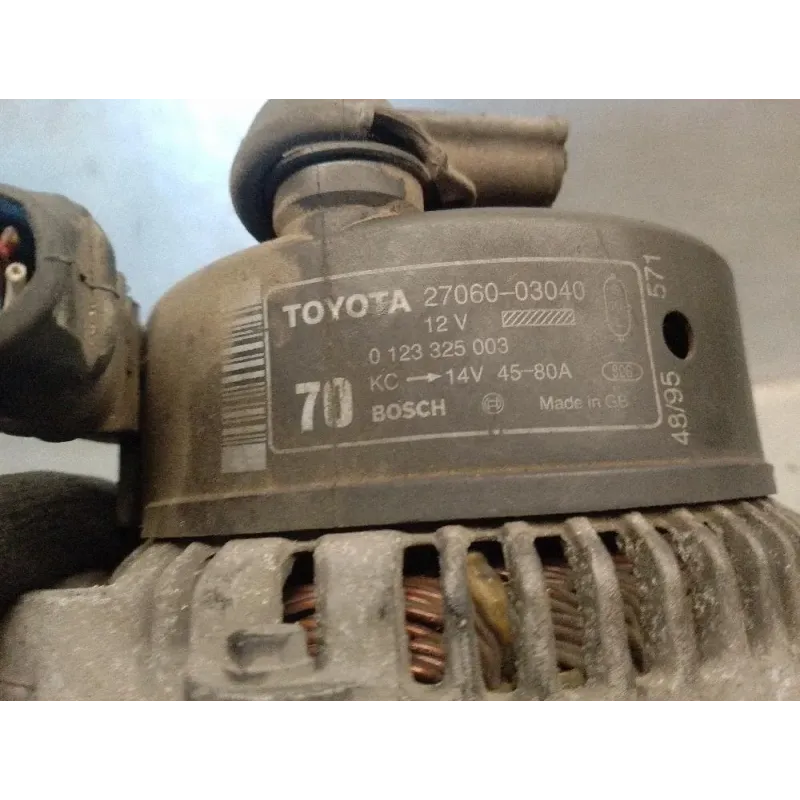 TOYOTA 27060-03040
12 V
0 123 325 003
KC → 14V 45-80A
70 BOSCH Made in GB
48/95 571